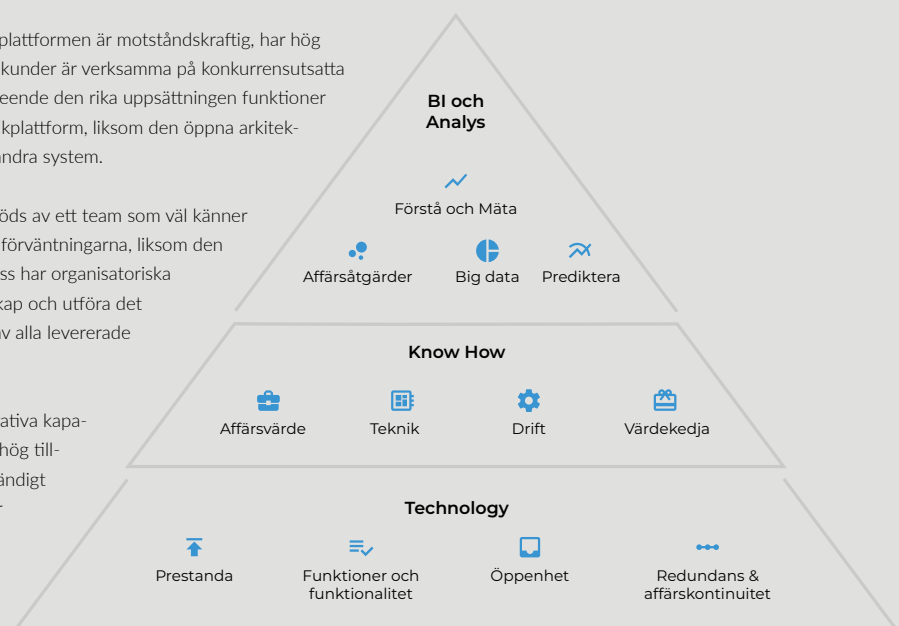 plattformen är motståndskraftig, har hög
kunder är verksamma på konkurrensutsatta
eende den rika uppsättningen funktioner
ikplattform, liksom den öppna arkitek-
andra system.
öds av ett team som väl känner
förväntningarna, liksom den
ss har organisatoriska
kap och utföra det
av alla levererade
ativa kapa-
hög till-
ändigt
BI och
Analys
Förstå och Mäta
Affärsåtgärder Big data Prediktera
Know How
Affärsvärde Teknik Drift Värdekedja
Technology
Prestanda Funktioner och Öppenhet Redundans &
funktionalitet affärskontinuitet